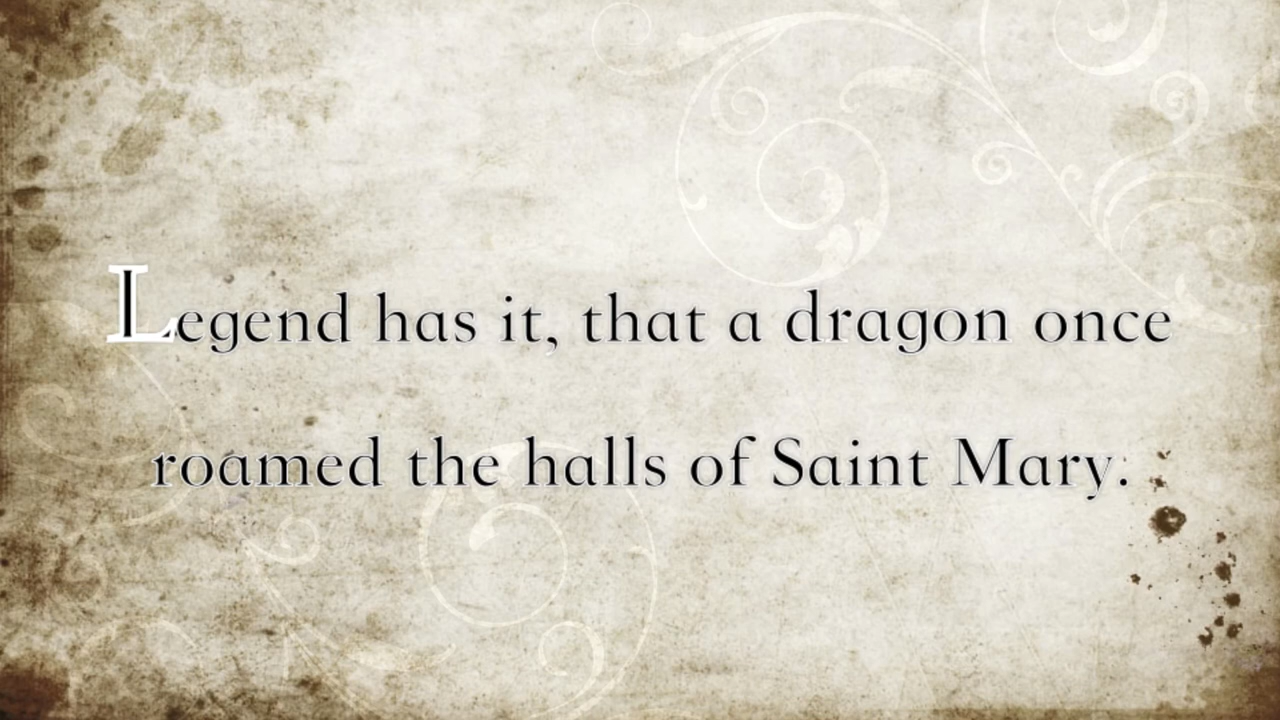 Legend has it, that a dragon once
roamed the halls of Saint Mary.